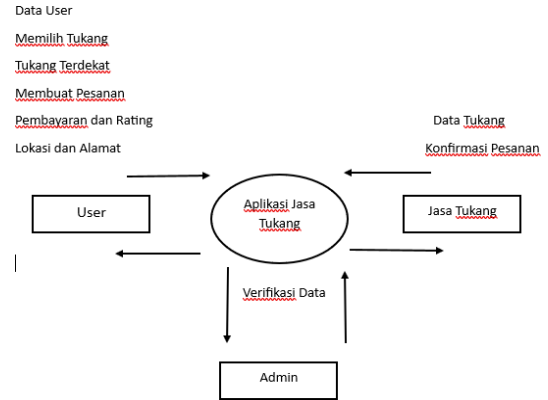 Data User
Memilih Tukang
Tukang Terdekat
Membuat Pesanan
Pembayaran dan Rating
Lokasi dan Alamat
Data Tukang
Konfirmasi Pesanan
User
Aplikasi Jasa
Tukang
Jasa Tukang
Verifikasi Data
Admin